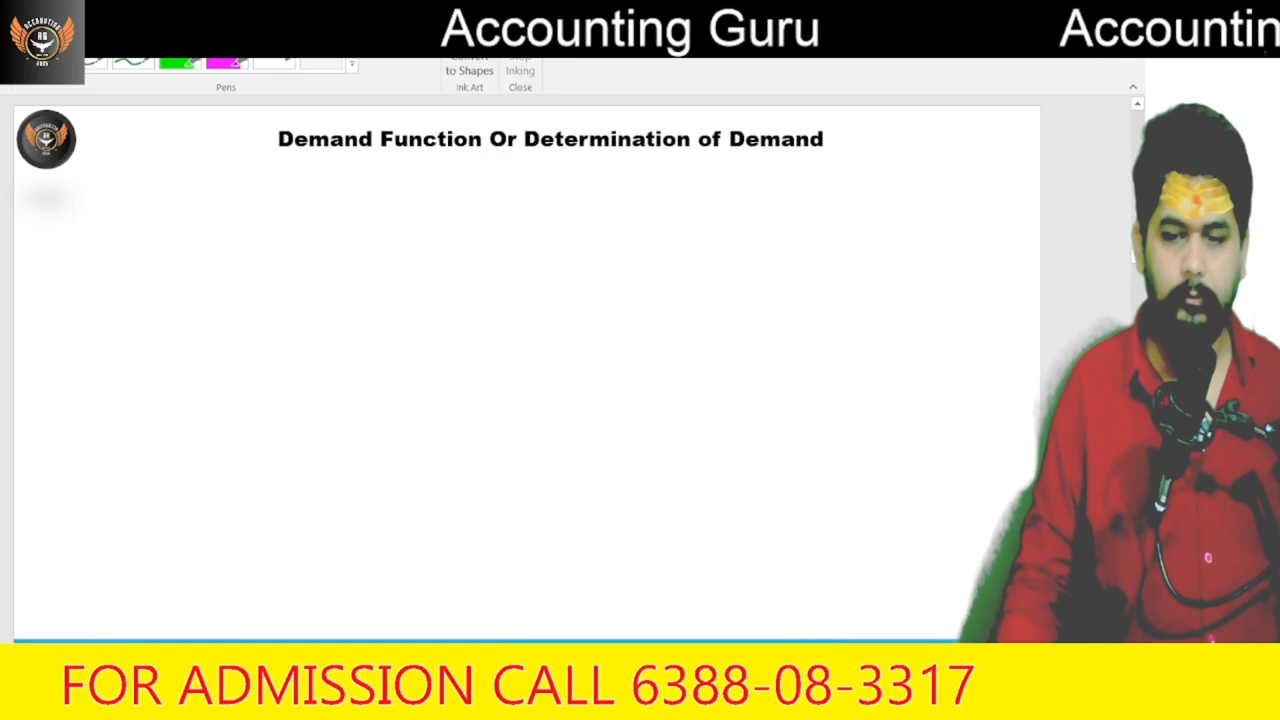 Accounting Guru
Accountin
to Shapes
Inking
Pens
Ink Art
Close
Demand Function Or Determination of Demand
FOR ADMISSION CALL 6388-08-3317